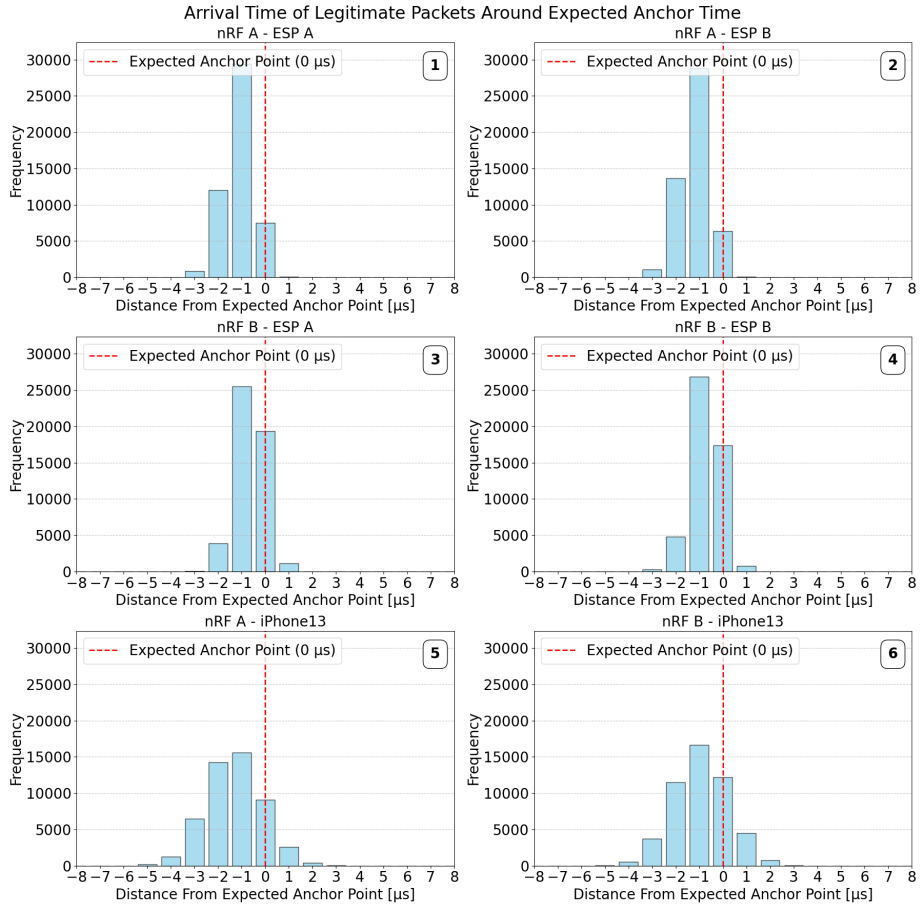 Arrival Time of Legitimate Packets Around Expected Anchor Time
nRF A - ESP A
Expected Anchor Point (0 µs)
1
30000
25000
20000
15000
10000
5000
0
Frequency
−8 −7 −6 −5 −4 −3 −2 −1 0 1 2 3 4 5 6 7 8
Distance From Expected Anchor Point [µs]
nRF A - ESP B
Expected Anchor Point (0 µs)
2
30000
25000
20000
15000
10000
5000
0
Frequency
−8 −7 −6 −5 −4 −3 −2 −1 0 1 2 3 4 5 6 7 8
Distance From Expected Anchor Point [µs]
nRF B - ESP A
Expected Anchor Point (0 µs)
3
30000
25000
20000
15000
10000
5000
0
Frequency
−8 −7 −6 −5 −4 −3 −2 −1 0 1 2 3 4 5 6 7 8
Distance From Expected Anchor Point [µs]
nRF B - ESP B
Expected Anchor Point (0 µs)
4
30000
25000
20000
15000
10000
5000
0
Frequency
−8 −7 −6 −5 −4 −3 −2 −1 0 1 2 3 4 5 6 7 8
Distance From Expected Anchor Point [µs]
nRF A - iPhone13
Expected Anchor Point (0 µs)
5
30000
25000
20000
15000
10000
5000
0
Frequency
−8 −7 −6 −5 −4 −3 −2 −1 0 1 2 3 4 5 6 7 8
Distance From Expected Anchor Point [µs]
nRF B - iPhone13
Expected Anchor Point (0 µs)
6
30000
25000
20000
15000
10000
5000
0
Frequency
−8 −7 −6 −5 −4 −3 −2 −1 0 1 2 3 4 5 6 7 8
Distance From Expected Anchor Point [µs]